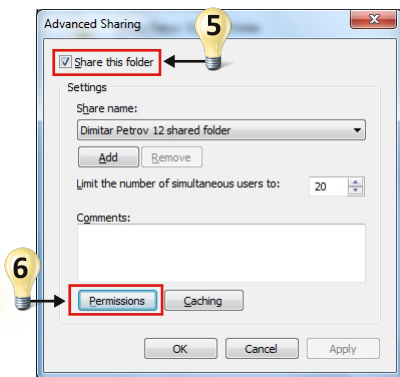 Advanced Sharing
5
Share this folder
Settings
Share name:
Dimitar Petrov 12 shared folder
Add Remove
Limit the number of simultaneous users to: 20
Comments:
6
Permissions Caching
OK Cancel Apply